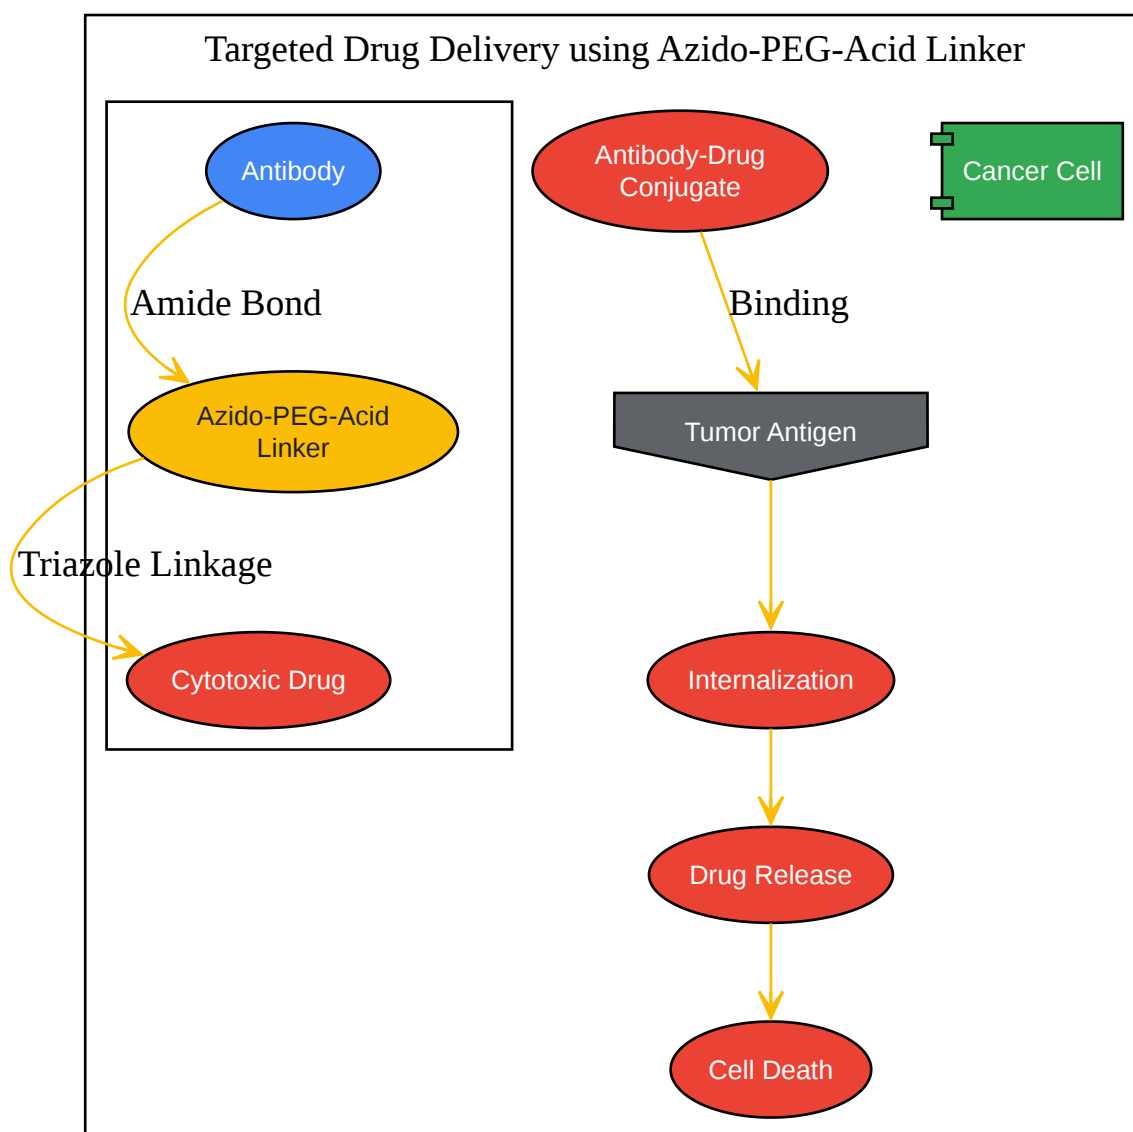 Targeted Drug Delivery using Azido-PEG-Acid Linker
Antibody
Antibody-Drug
Conjugate
Cancer Cell
Amide Bond
Binding
Azido-PEG-Acid
Linker
Tumor Antigen
Triazole Linkage
Cytotoxic Drug
Internalization
Drug Release
Cell Death